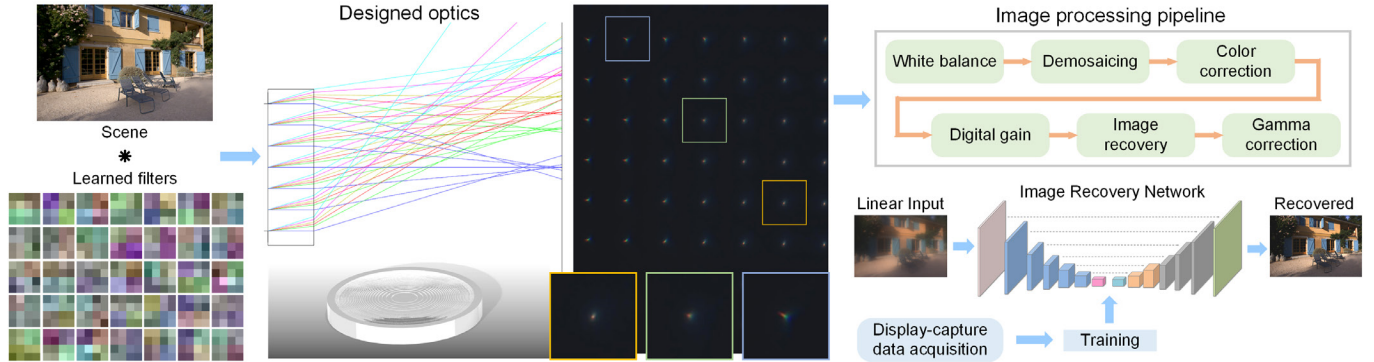 Scene
*
Learned filters
Designed optics
Image processing pipeline
White balance
Demosaicing
Color
correction
Digital gain
Image
recovery
Gamma
correction
Image Recovery Network
Linear Input
Recovered
Display-capture
data acquisition
Training